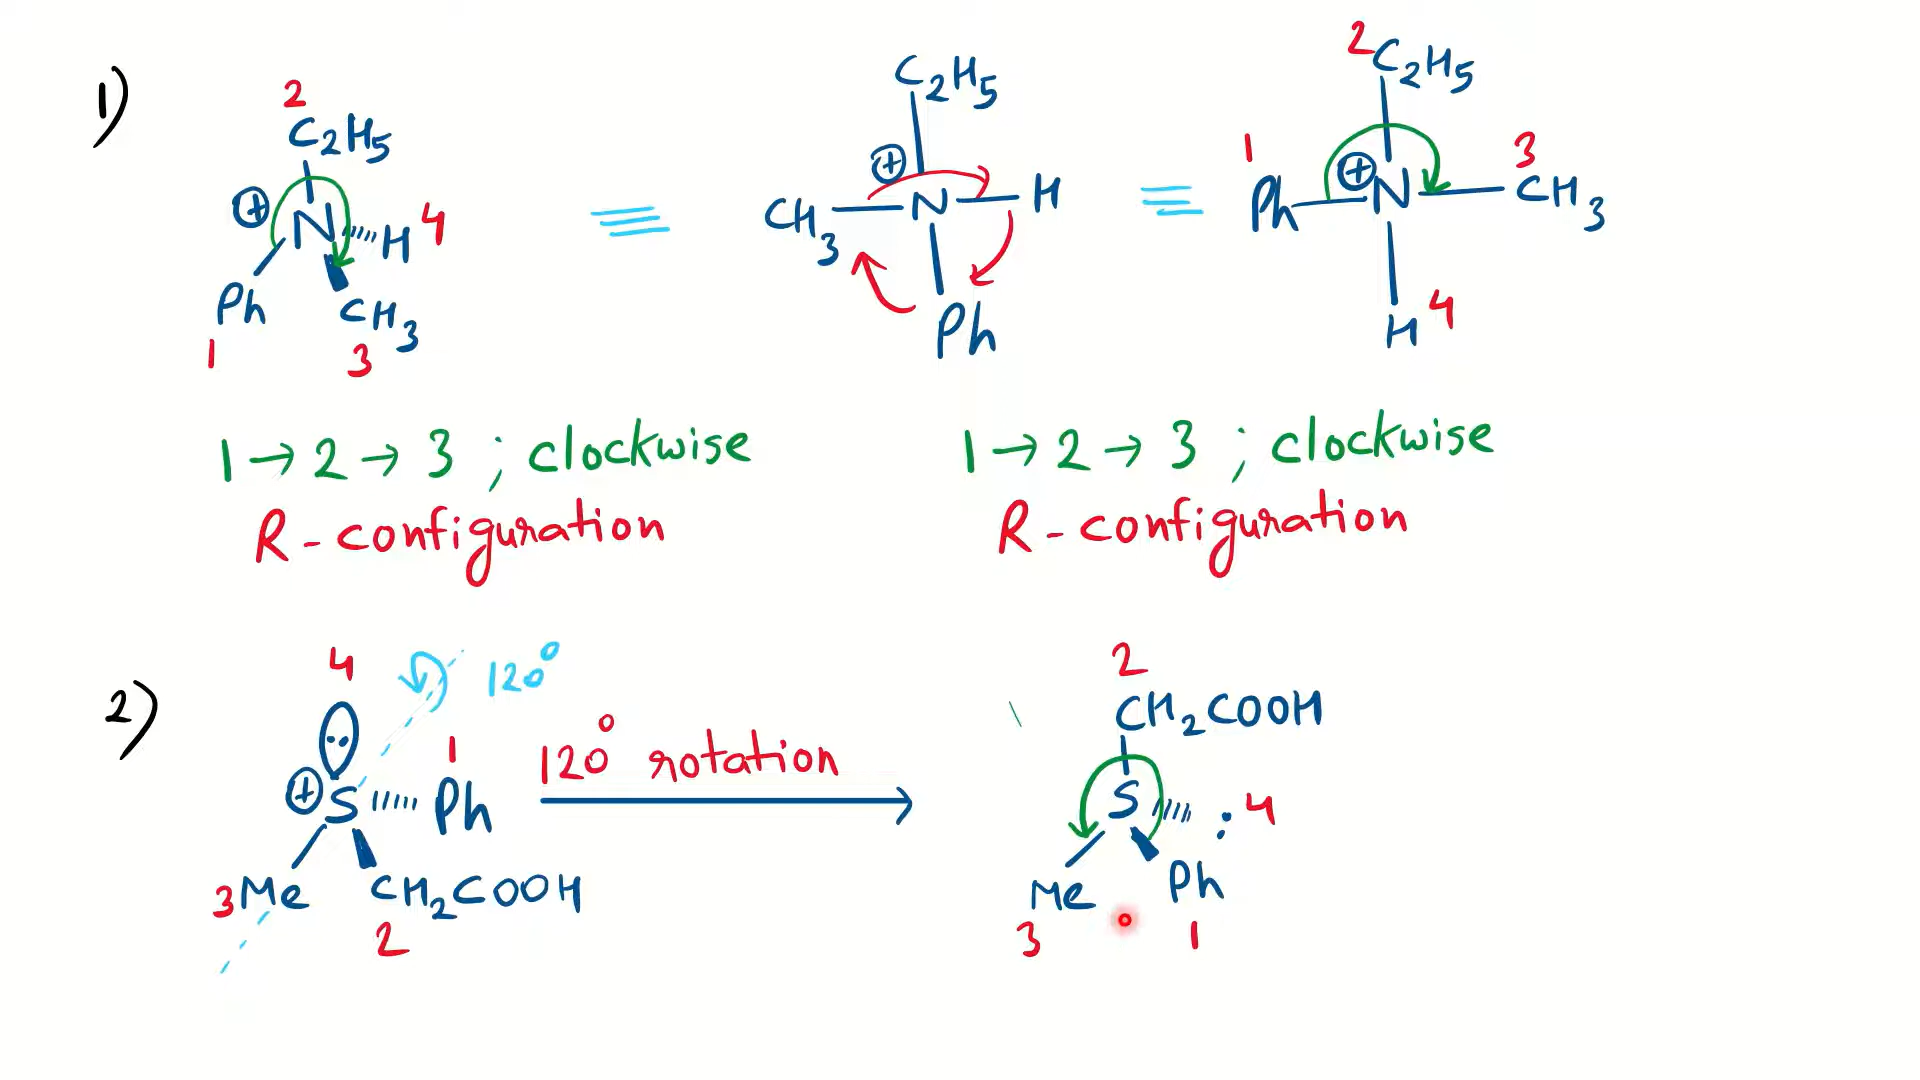 1)
2
C2H5
⊕
N
H 4
Ph
1
CH3
3
≡
C2H5
⊕
CH3 N H
Ph
≡
2
C2H5
1
Ph ⊕ N CH3
3
H 4
1 → 2 → 3 ; clockwise
R - configuration
1 → 2 → 3 ; clockwise
R - configuration
2)
4
120°
⊕ S
1
Ph
3 Me
CH2COOH
2
120° rotation
2
CH2COOH
S
: 4
Me
3
Ph
1